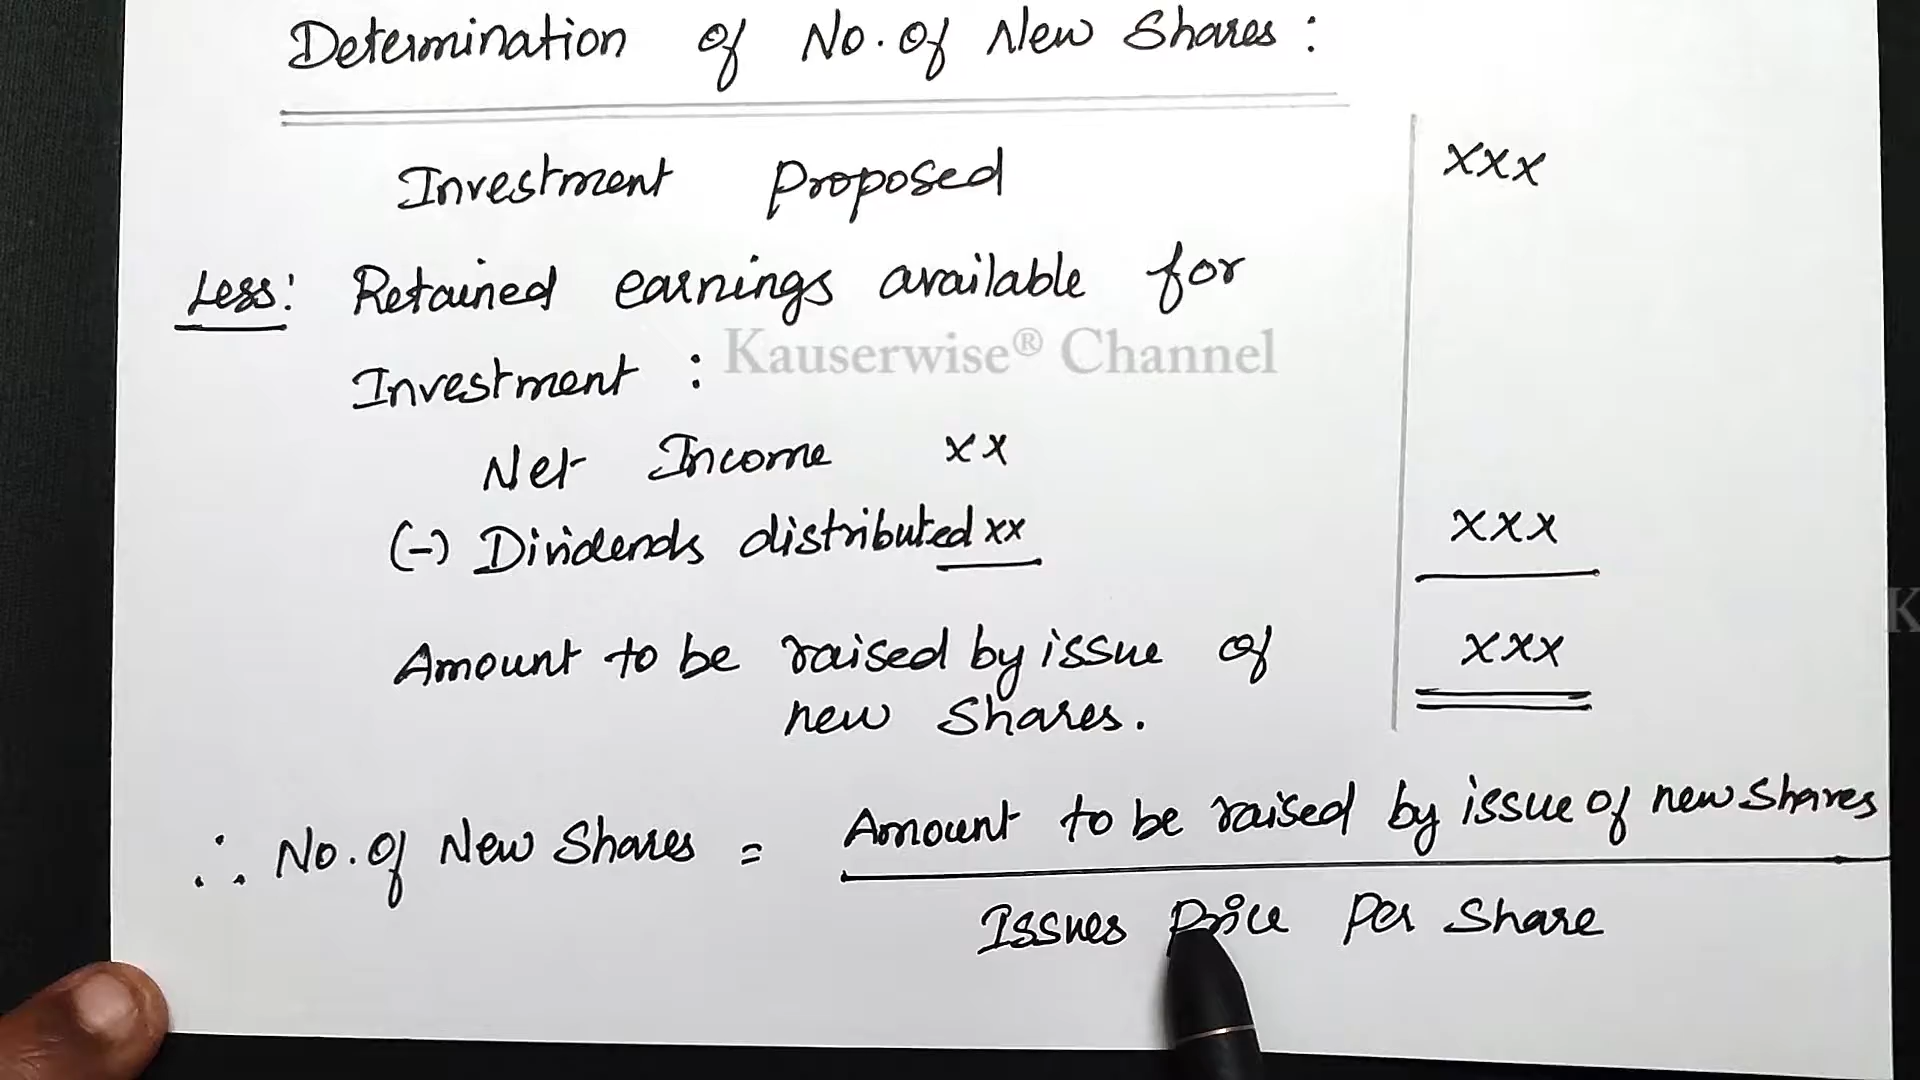 Determination of No. of New Shares :
Investment Proposed xxx
Less: Retained earnings available for
Kauserwise® Channel
Investment :
Net Income xx
(-) Dividends distributed xx xxx
Amount to be raised by issue of xxx
new Shares.
∴ No. of New Shares = Amount to be raised by issue of new Shares
Issues Price Per Share
K